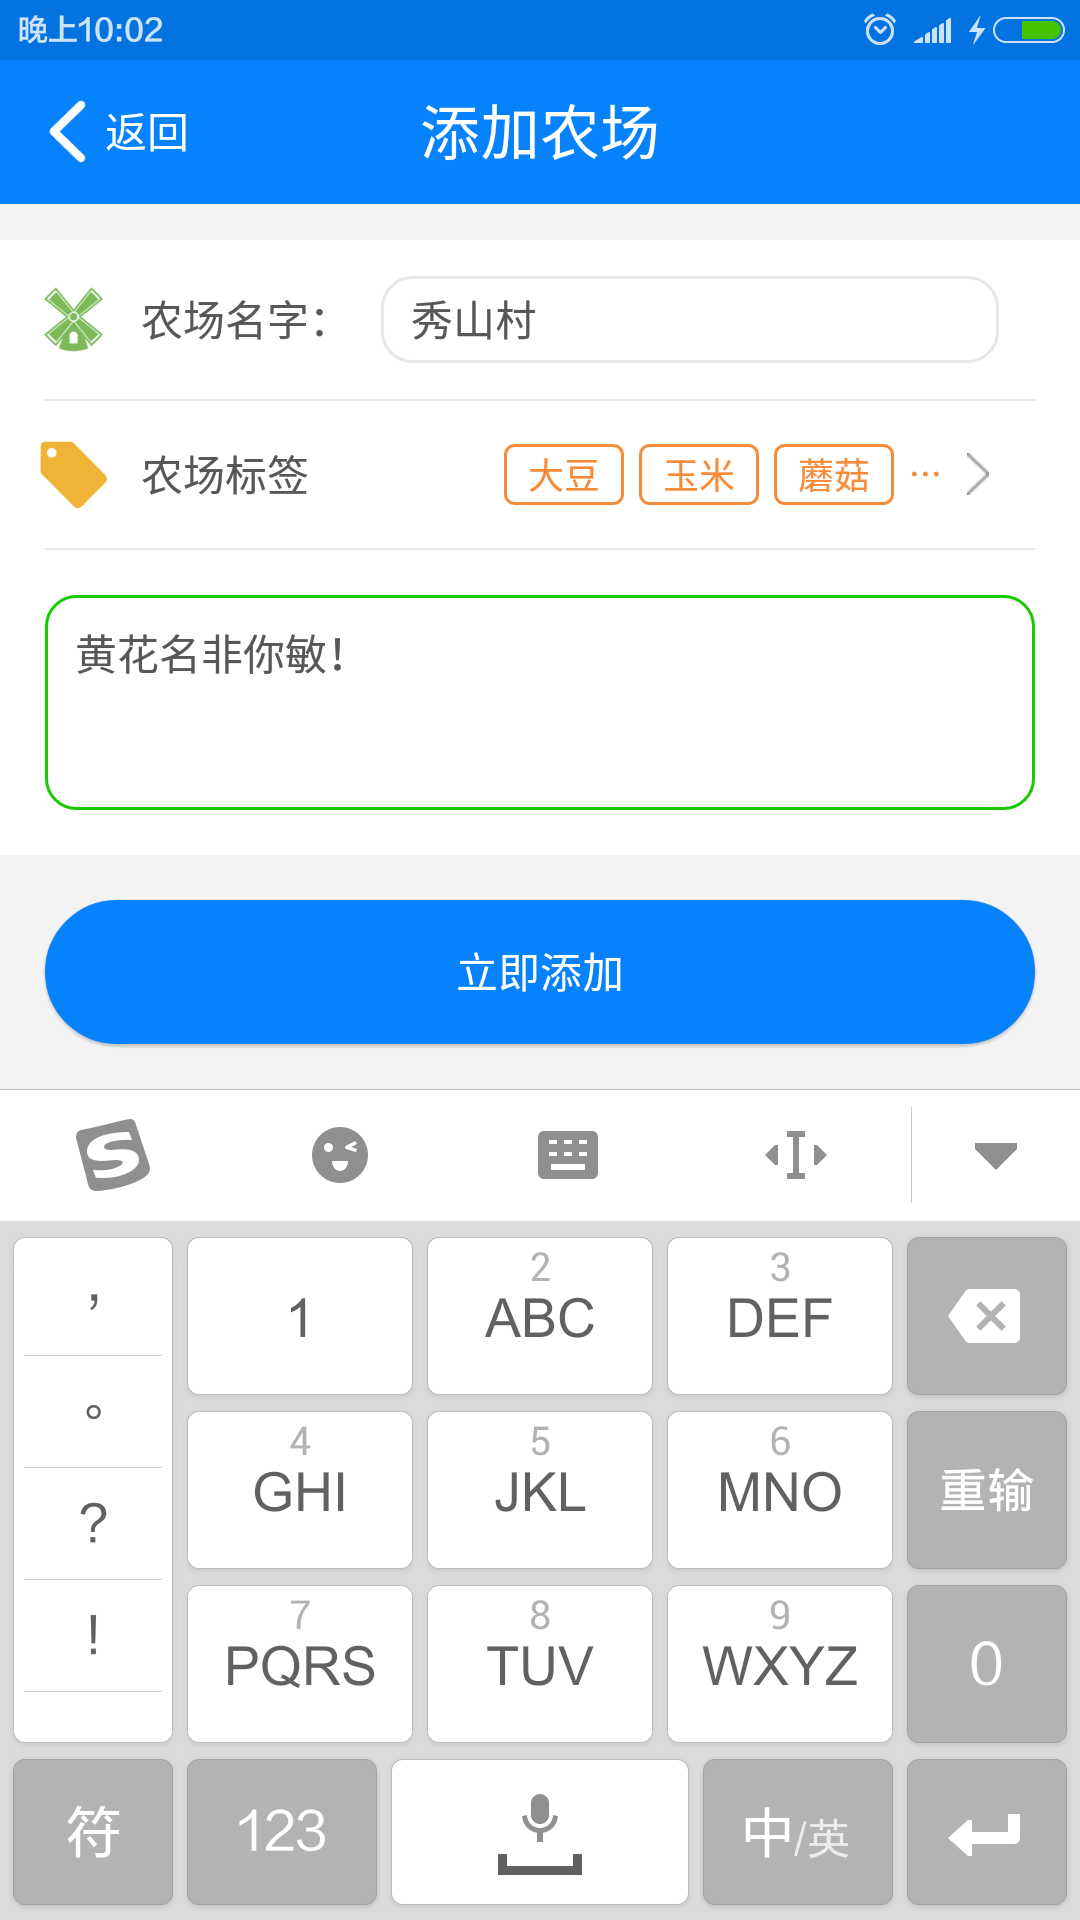 晚上10:02
返回 添加农场
农场名字： 秀山村
农场标签 大豆 玉米 蘑菇 ···
黄花名非你敏！
立即添加
， 1 2 ABC 3 DEF
。 4 GHI 5 JKL 6 MNO 重输
? 7 PQRS 8 TUV 9 WXYZ 0
!
符 123 中/英